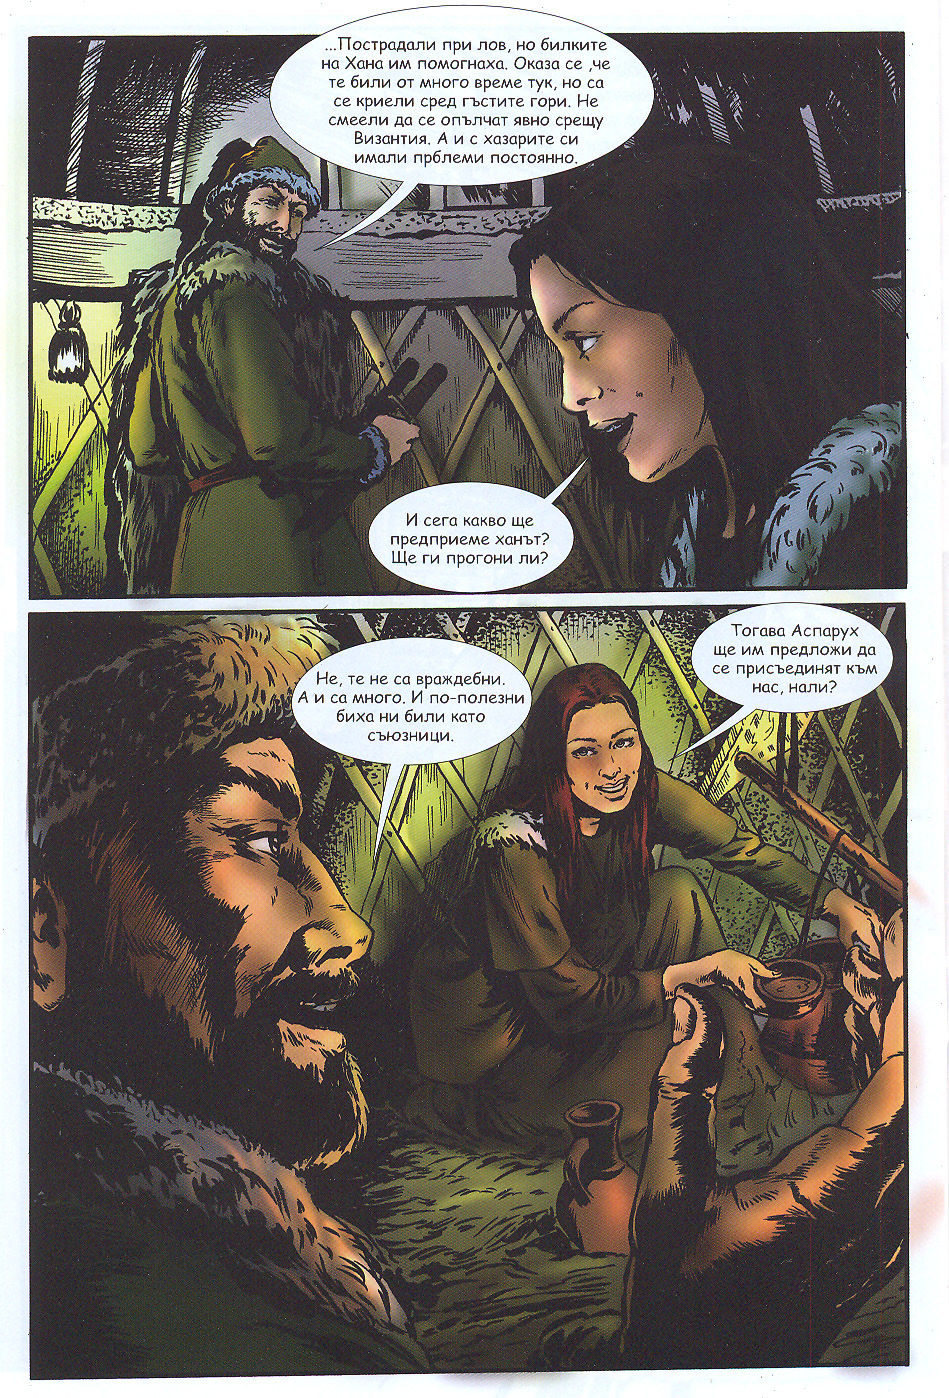 ...Пострадали при лов, но билките
на Хана им помогнаха. Оказа се ,че
те били от много време тук, но са
се криели сред гъстите гори. Не
смеели да се опълчат явно срещу
Византия. А и с хазарите си
имали прблеми постоянно.
И сега какво ще
предприеме ханът?
Ще ги прогони ли?
Не, те не са враждебни.
А и са много. И по-полезни
биха ни били като
съюзници.
Тогава Аспарух
ще им предложи да
се присъединят към
нас, нали?